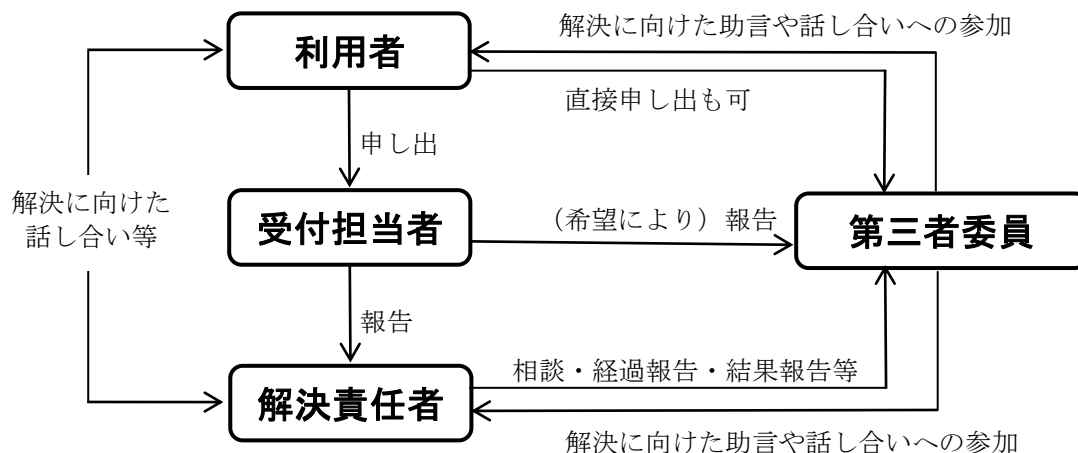 解決に向けた助言や話し合いへの参加
利用者
直接申し出も可
申し出
解決に向けた
話し合い等
受付担当者
（希望により）報告
第三者委員
報告
相談・経過報告・結果報告等
解決責任者
解決に向けた助言や話し合いへの参加